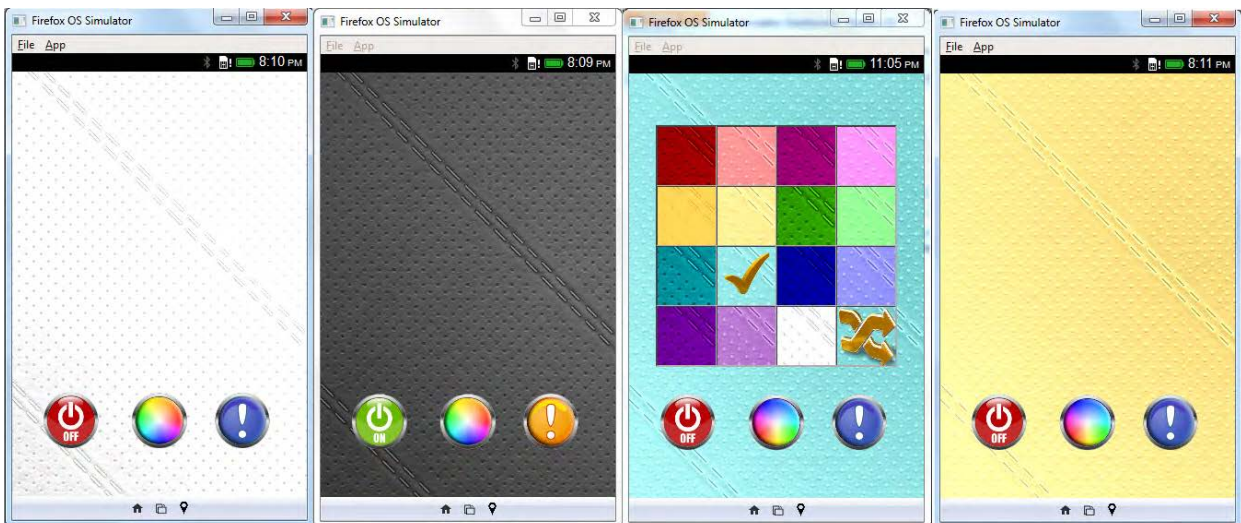 Firefox OS Simulator
File App
8:10 PM
OFF
Firefox OS Simulator
File App
8:09 PM
ON
Firefox OS Simulator
File App
11:05 PM
OFF
Firefox OS Simulator
File App
8:11 PM
OFF